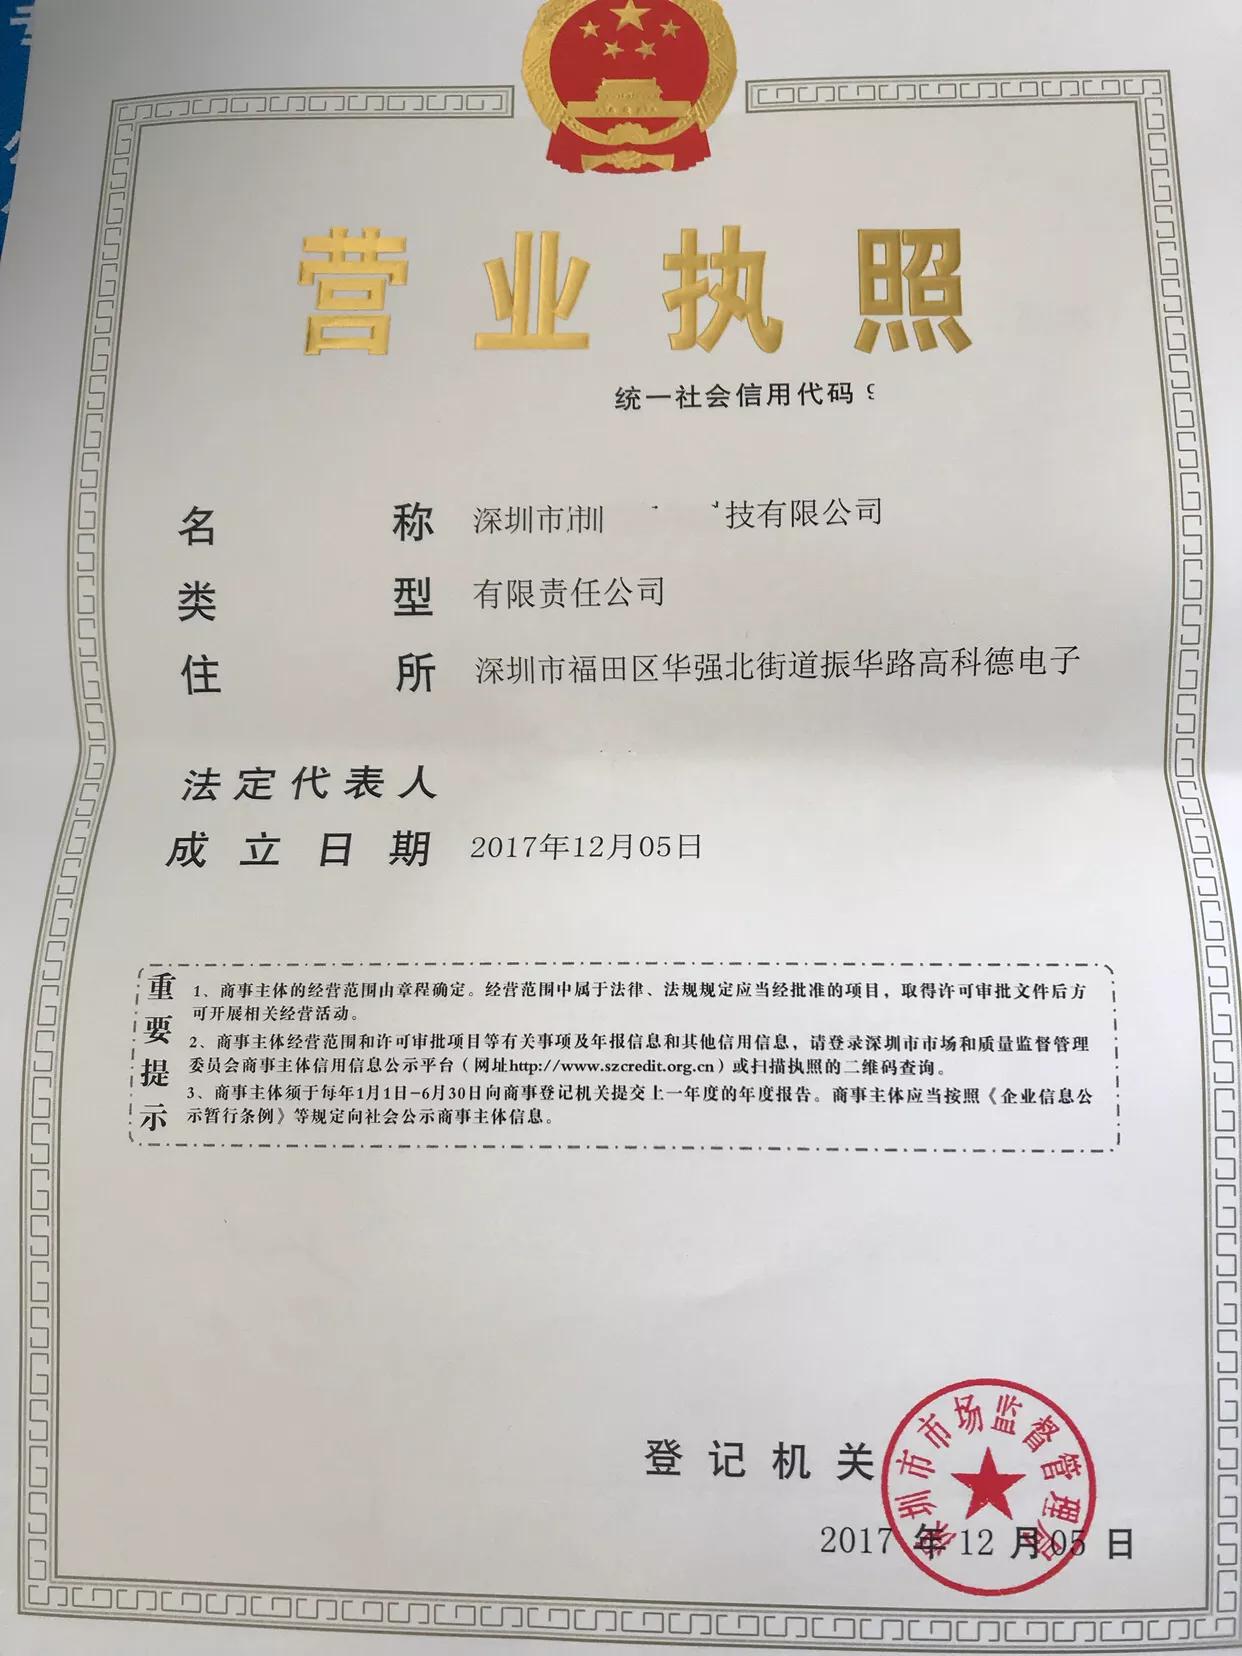 营业执照
统一社会信用代码 9
名称 深圳市 技有限公司
类型 有限责任公司
住所 深圳市福田区华强北街道振华路高科德电子
法定代表人
成立日期 2017年12月05日
重要提示
1、商事主体的经营范围由章程确定。经营范围中属于法律、法规规定应当经批准的项目，取得许可审批文件后方
可开展相关经营活动。
2、商事主体经营范围和许可审批项目等有关事项及年报信息和其他信用信息，请登录深圳市市场和质量监督管理
委员会商事主体信用信息公示平台（网址http://www.szcredit.org.cn）或扫描执照的二维码查询。
3、商事主体须于每年1月1日-6月30日向商事登记机关提交上一年度的年度报告。商事主体应当按照《企业信息公
示暂行条例》等规定向社会公示商事主体信息。
登记机关
深圳市市场监督管理局
2017 年 12 月 05 日